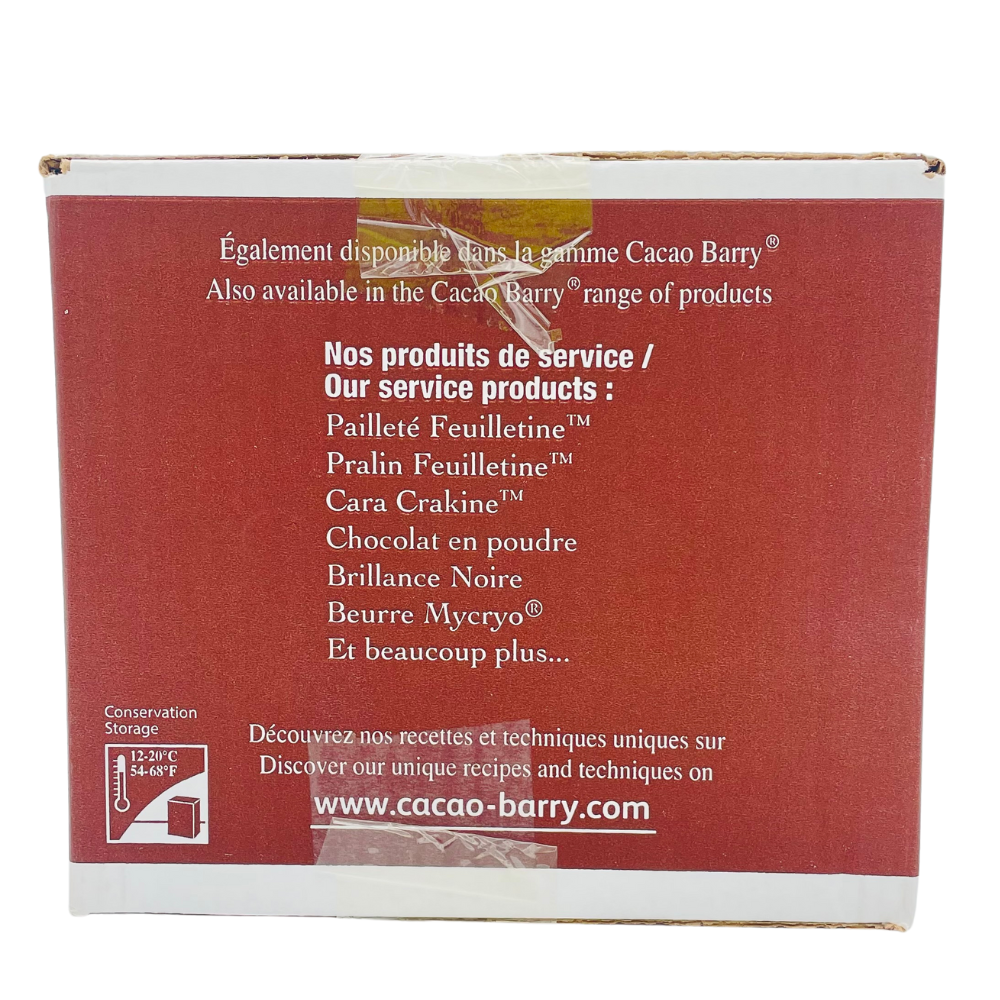 Également disponible dans la gamme Cacao Barry®
Also available in the Cacao Barry® range of products
Nos produits de service /
Our service products :
Pailleté Feuilletine™
Pralin Feuilletine™
Cara Crakine™
Chocolat en poudre
Brillance Noire
Beurre Mycryo®
Et beaucoup plus...
Conservation
Storage
12-20°C
54-68°F
Découvrez nos recettes et techniques uniques sur
Discover our unique recipes and techniques on
www.cacao-barry.com